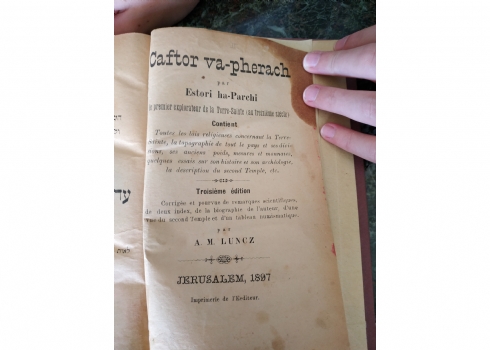 Caftor va-pherach
par
Estori ha-Parchi
premier explorateur de la Terre-Sainte (au treizième siècle)
Contient
Toutes les lois religieuses concernant la Terre-
sainte, la topographie de tout le pays et ses
ses anciens poids, mesures et monnaies,
quelques essais sur son histoire et son archéologie,
la description du second Temple, etc.
Troisième édition
Corrigée et pourvue de remarques scientifiques,
de deux index, de la biographie de l'auteur, d'une
vue du second Temple et d'un tableau numismatique.
par
A. M. LUNCZ
JERUSALEM, 1897
Imprimerie de l'Editeur.